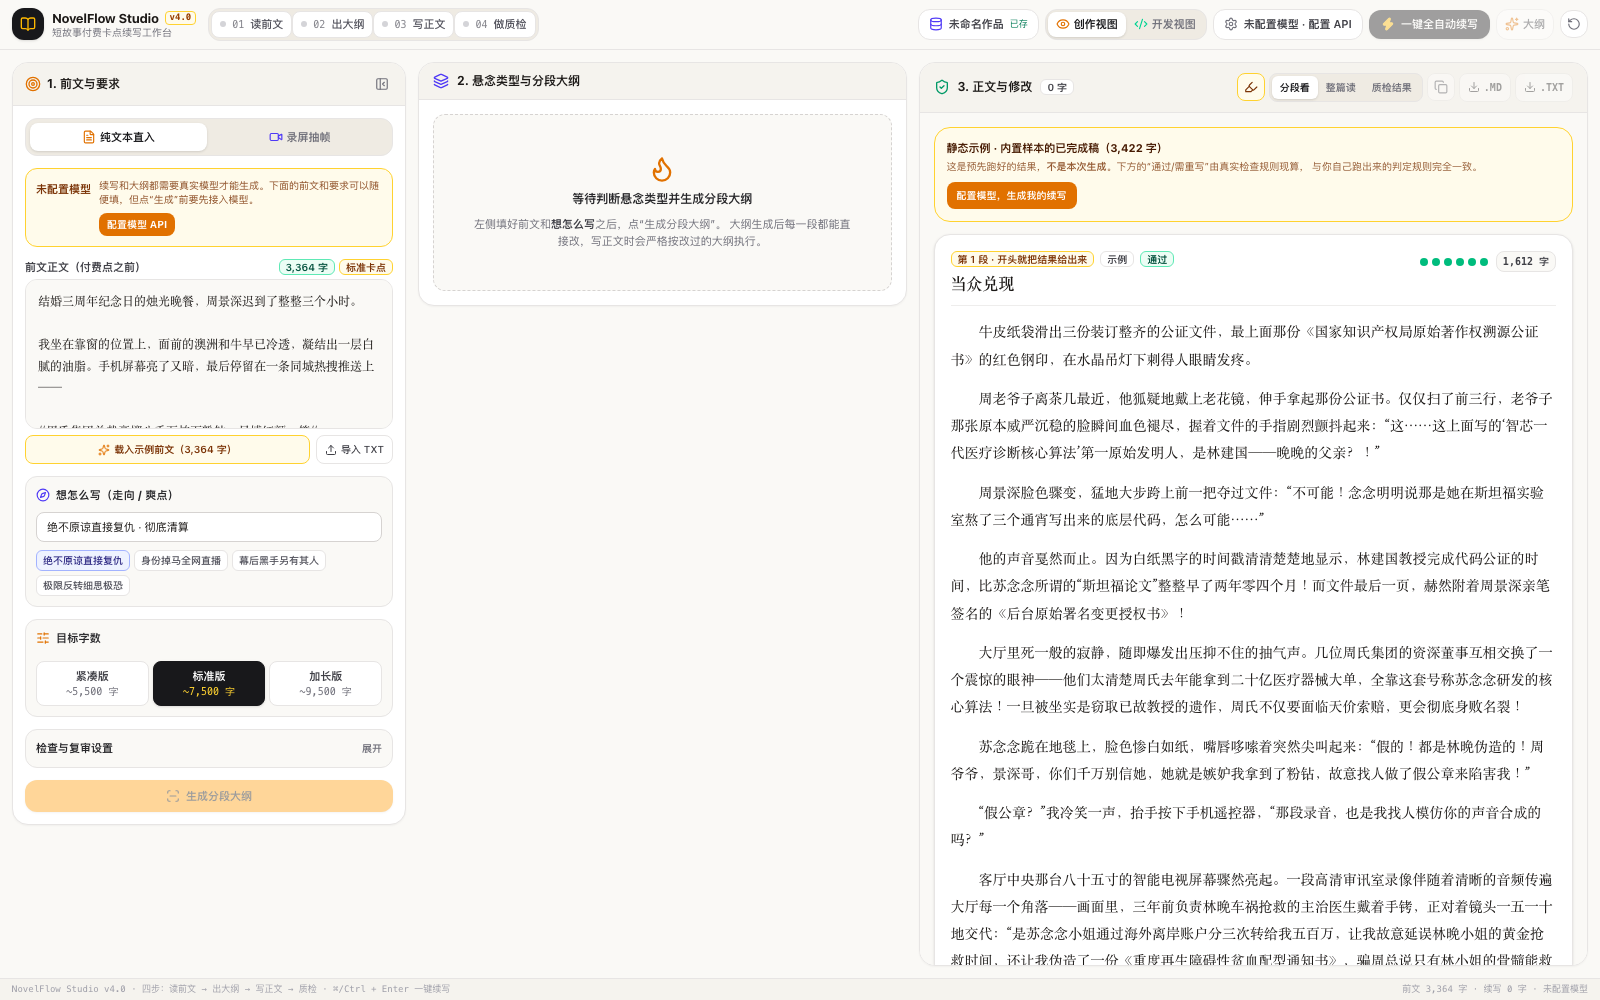 NovelFlow Studio v4.0
短故事付费卡点续写工作台
01 读前文
02 出大纲
03 写正文
04 做质检
未命名作品 已存
创作视图
开发视图
未配置模型 · 配置 API
一键全自动续写
大纲
1. 前文与要求
纯文本直入
录屏抽帧
未配置模型
续写和大纲都需要真实模型才能生成。下面的前文和要求可以随
便填，但点“生成”前要先接入模型。
配置模型 API
前文正文（付费点之前）
3,364 字
标准卡点
结婚三周年纪念日的烛光晚餐，周景深迟到了整整三个小时。
我坐在靠窗的位置上，面前的澳洲和牛早已冷透，凝结出一层白
腻的油脂。手机屏幕亮了又暗，最后停留在一条同城热搜推送上
——
载入示例前文（3,364 字）
导入 TXT
想怎么写（走向 / 爽点）
绝不原谅直接复仇 · 彻底清算
绝不原谅直接复仇
身份掉马全网直播
幕后黑手另有其人
极限反转细思极恐
目标字数
紧凑版
~5,500 字
标准版
~7,500 字
加长版
~9,500 字
检查与复审设置
展开
生成分段大纲
2. 悬念类型与分段大纲
等待判断悬念类型并生成分段大纲
左侧填好前文和想怎么写之后，点“生成分段大纲”。 大纲生成后每一段都能直
接改，写正文时会严格按改过的大纲执行。
3. 正文与修改
0 字
分段看
整篇读
质检结果
.MD
.TXT
静态示例 · 内置样本的已完成稿（3,422 字）
这是预先跑好的结果，不是本次生成。下方的“通过/需重写”由真实检查规则现算， 与你自己跑出来的判定规则完全一致。
配置模型，生成我的续写
第 1 段 · 开头就把结果给出来
示例
通过
1,612 字
当众兑现
牛皮纸袋滑出三份装订整齐的公证文件，最上面那份《国家知识产权局原始著作权溯源公证
书》的红色钢印，在水晶吊灯下刺得人眼睛发疼。
周老爷子离茶几最近，他狐疑地戴上老花镜，伸手拿起那份公证书。仅仅扫了前三行，老爷子
那张原本威严沉稳的脸瞬间血色褪尽，握着文件的手指剧烈颤抖起来：“这……这上面写的‘智芯一
代医疗诊断核心算法’第一原始发明人，是林建国——晚晚的父亲？！”
周景深脸色骤变，猛地大步跨上前一把夺过文件：“不可能！念念明明说那是她在斯坦福实验
室熬了三个通宵写出来的底层代码，怎么可能……”
他的声音戛然而止。因为白纸黑字的时间戳清清楚楚地显示，林建国教授完成代码公证的时
间，比苏念念所谓的“斯坦福论文”整整早了两年零四个月！而文件最后一页，赫然附着周景深亲笔
签名的《后台原始署名变更授权书》！
大厅里死一般的寂静，随即爆发出压抑不住的抽气声。几位周氏集团的资深董事互相交换了一
个震惊的眼神——他们太清楚周氏去年能拿到二十亿医疗器械大单，全靠这套号称苏念念研发的核
心算法！一旦被坐实是窃取已故教授的遗作，周氏不仅要面临天价索赔，更会彻底身败名裂！
苏念念跪在地毯上，脸色惨白如纸，嘴唇哆嗦着突然尖叫起来：“假的！都是林晚伪造的！周
爷爷，景深哥，你们千万别信她，她就是嫉妒我拿到了粉钻，故意找人做了假公章来陷害我！”
“假公章？”我冷笑一声，抬手按下手机遥控器，“那段录音，也是我找人模仿你的声音合成的
吗？”
客厅中央那台八十五寸的智能电视屏幕骤然亮起。一段高清审讯室录像伴随着清晰的音频传遍
大厅每一个角落——画面里，三年前负责林晚车祸抢救的主治医生戴着手铐，正对着镜头一五一十
地交代：“是苏念念小姐通过海外离岸账户分三次转给我五百万，让我故意延误林晚小姐的黄金抢
救时间，还让我伪造了一份《重度再生障碍性贫血配型通知书》，骗周总说只有林小姐的骨髓能救
NovelFlow Studio v4.0 · 四步：读前文 → 出大纲 → 写正文 → 质检 · ⌘/Ctrl + Enter 一键续写
前文 3,364 字 · 续写 0 字 · 未配置模型